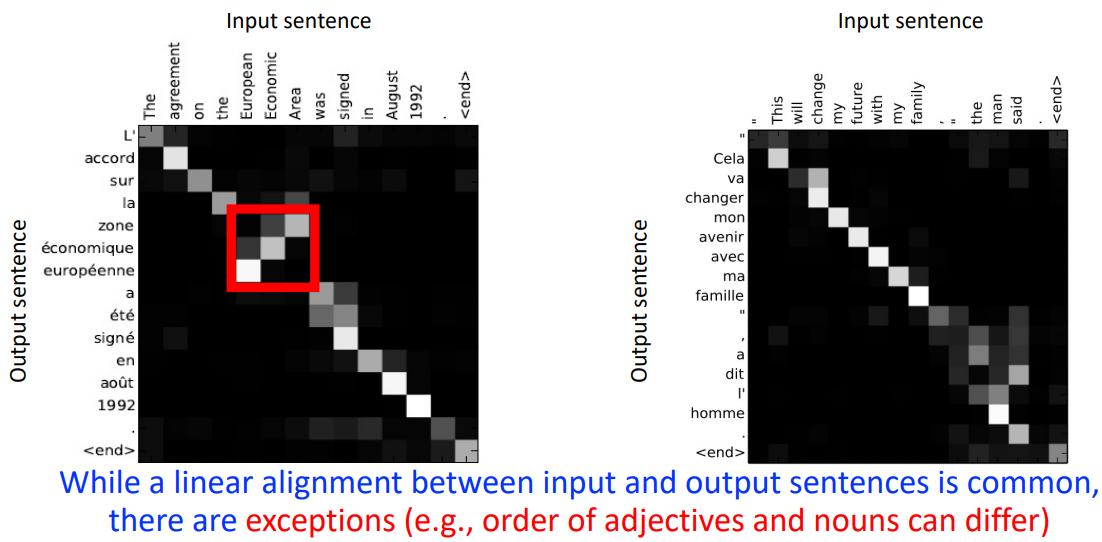 Input sentence
The
agreement
on
the
European
Economic
Area
was
signed
in
August
1992
.
<end>
Output sentence
L'
accord
sur
la
zone
économique
européenne
a
été
signé
en
août
1992
.
<end>
Input sentence
"
This
will
change
my
future
with
my
family
,
"
the
man
said
.
<end>
Output sentence
"
Cela
va
changer
mon
avenir
avec
ma
famille
"
,
a
dit
l'
homme
.
<end>
While a linear alignment between input and output sentences is common,
there are exceptions (e.g., order of adjectives and nouns can differ)